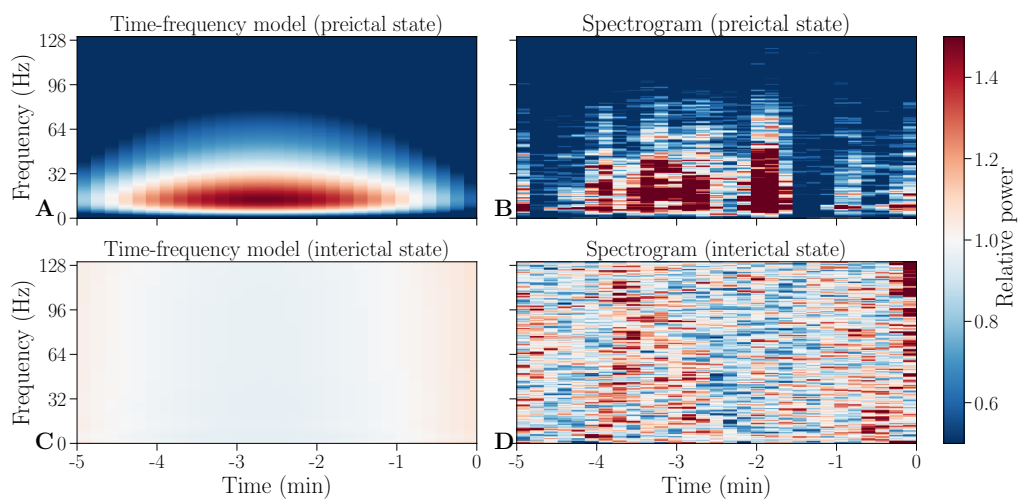 Time-frequency model (preictal state)
Spectrogram (preictal state)
Frequency (Hz)
128
96
64
32
0
A
B
Time-frequency model (interictal state)
Spectrogram (interictal state)
Frequency (Hz)
128
96
64
32
0
C
D
-5
-4
-3
-2
-1
0
Time (min)
-5
-4
-3
-2
-1
0
Time (min)
1.4
1.2
1.0
0.8
0.6
Relative power